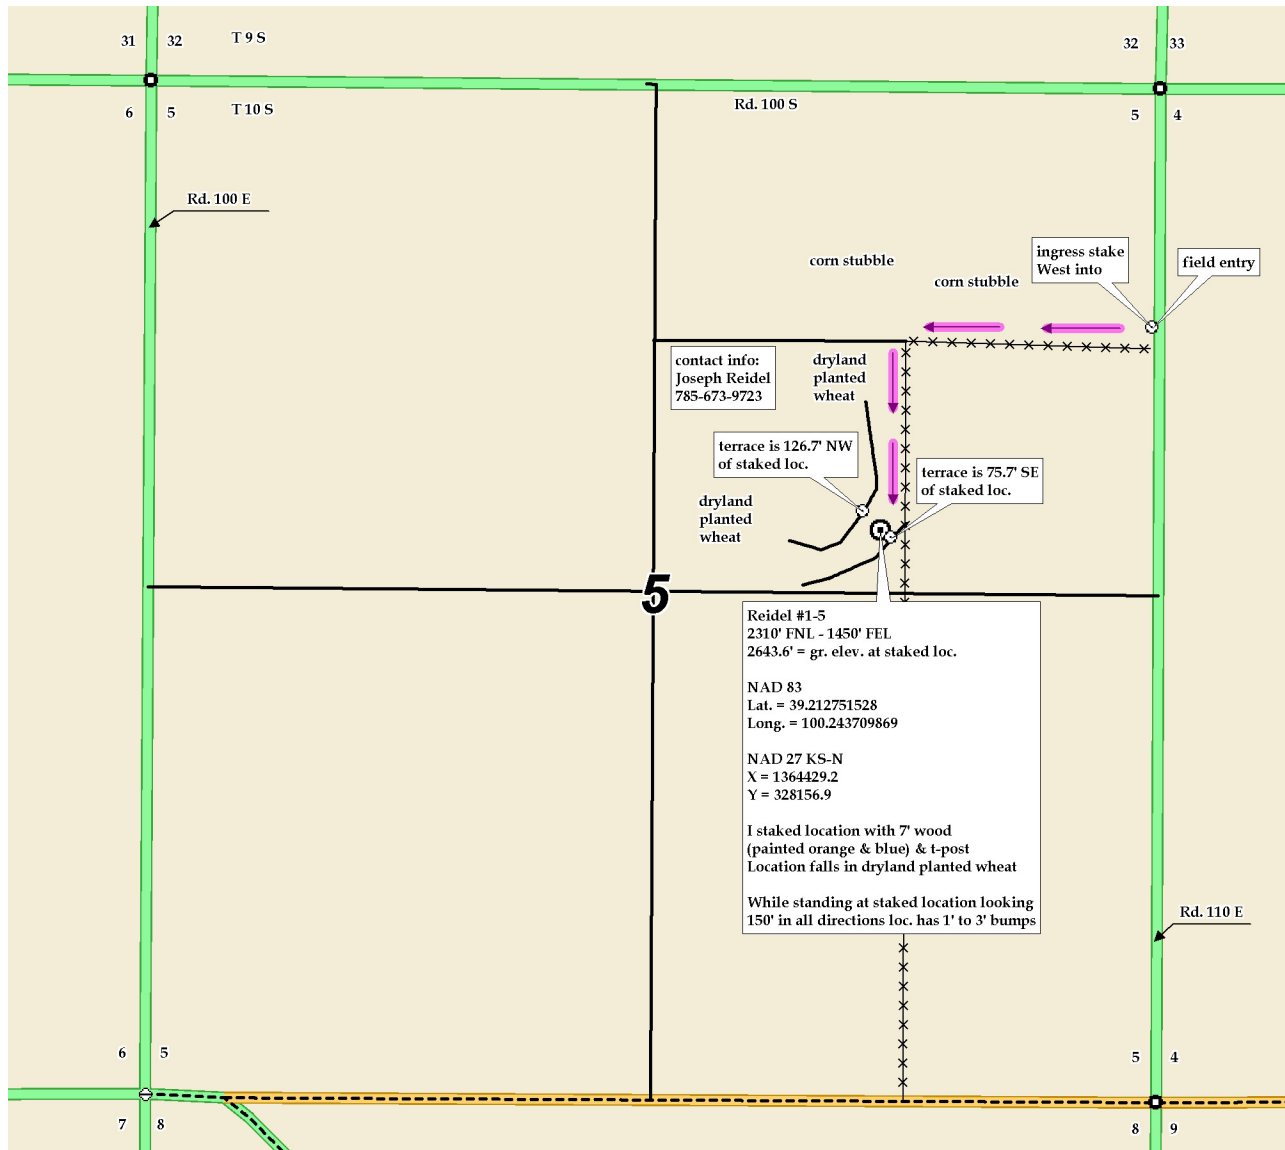 31 32 T 9 S 32 33
6 5 T 10 S Rd. 100 S 5 4
Rd. 100 E
ingress stake
West into
field entry
corn stubble
corn stubble
contact info:
Joseph Reidel
785-673-9723
dryland
planted
wheat
terrace is 126.7' NW
of staked loc.
terrace is 75.7' SE
of staked loc.
dryland
planted
wheat
5
Reidel #1-5
2310' FNL - 1450' FEL
2643.6' = gr. elev. at staked loc.
NAD 83
Lat. = 39.212751528
Long. = 100.243709869
NAD 27 KS-N
X = 1364429.2
Y = 328156.9
I staked location with 7' wood
(painted orange & blue) & t-post
Location falls in dryland planted wheat
While standing at staked location looking
150' in all directions loc. has 1' to 3' bumps
Rd. 110 E
6 5 5 4
7 8 8 9